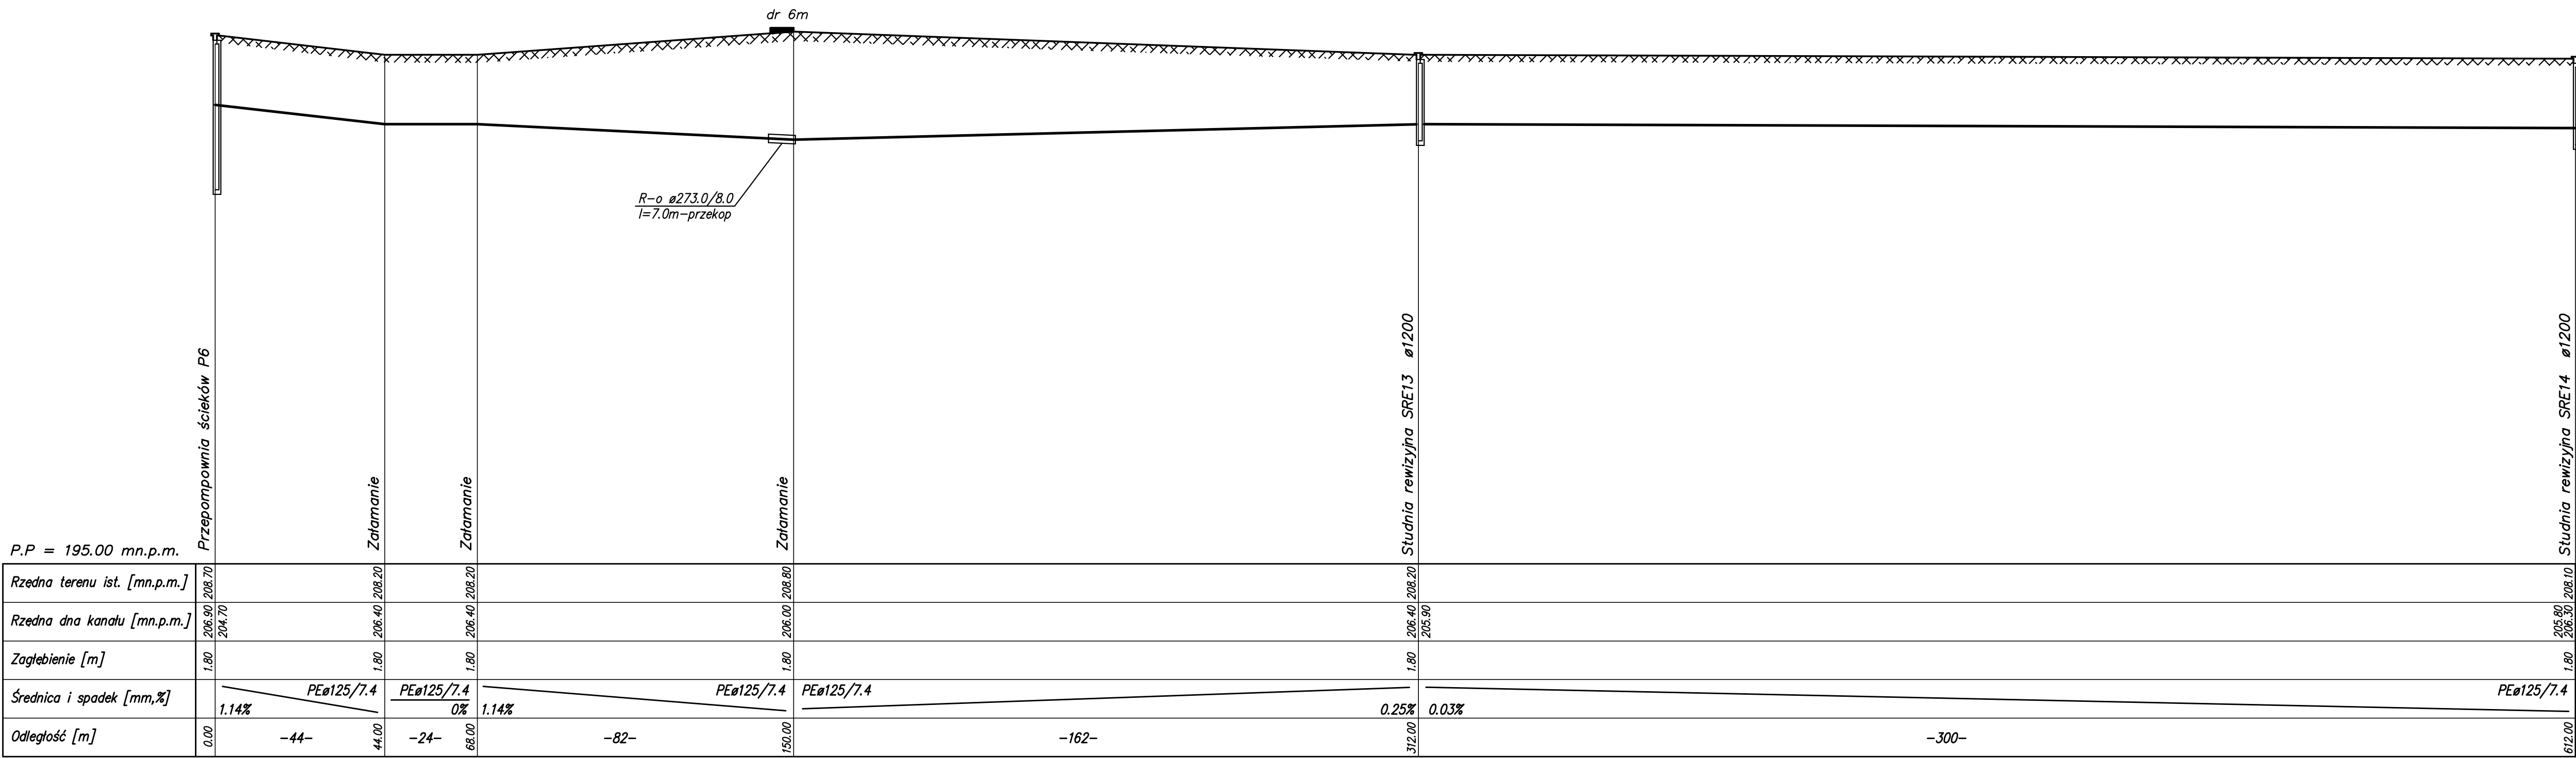 dr 6m
R-o ø273.0/8.0
l=7.0m-przekop
Przepompownia ścieków P6
Załamanie
Załamanie
Załamanie
Studnia rewizyjna SRE13 ø1200
Studnia rewizyjna SRE14 ø1200
P.P = 195.00 mn.p.m.
Rzędna terenu ist. [mn.p.m.] 208.70 208.20 208.20 208.80 208.20 208.10
Rzędna dna kanału [mn.p.m.] 206.90 204.70 206.40 206.40 206.00 206.40 205.90 205.80 206.30
Zagłębienie [m] 1.80 1.80 1.80 1.80 1.80 1.80
Średnica i spadek [mm,%] PEø125/7.4 PEø125/7.4 PEø125/7.4 PEø125/7.4 PEø125/7.4
1.14% 0% 1.14% 0.25% 0.03%
Odległość [m] 0.00 -44- 44.00 -24- 68.00 -82- 150.00 -162- 312.00 -300- 612.00